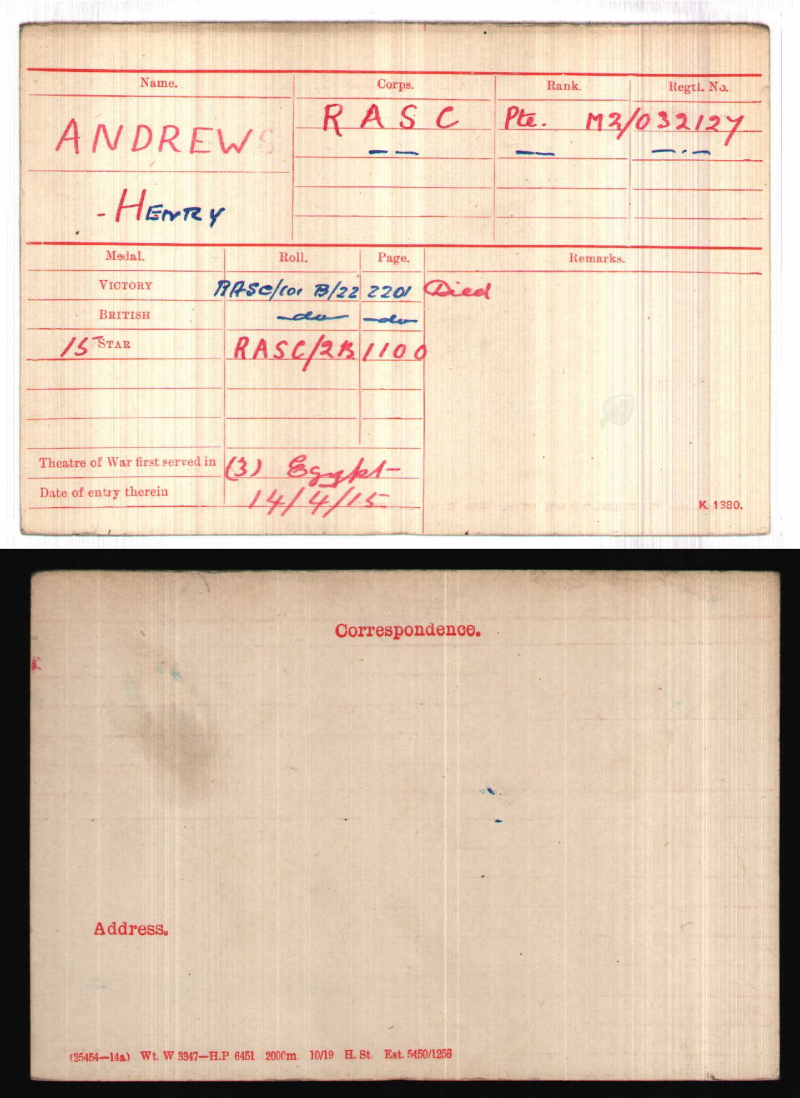 Name. Corps. Rank. Regtl. No.
ANDREWS RASC Pte. M2/032127
- HENRY
Medal. Roll. Page. Remarks.
VICTORY RASC/101 B/22 2201 Died
BRITISH -do- -do-
15 STAR RASC/2B 1100
Theatre of War first served in (3) Egypt
Date of entry therein 14/4/15
K. 1380.
Correspondence.
Address.
(25454—14a) Wt. W 3347—H.P 6451 2000m. 10/19 H. St. Est. 5450/1256